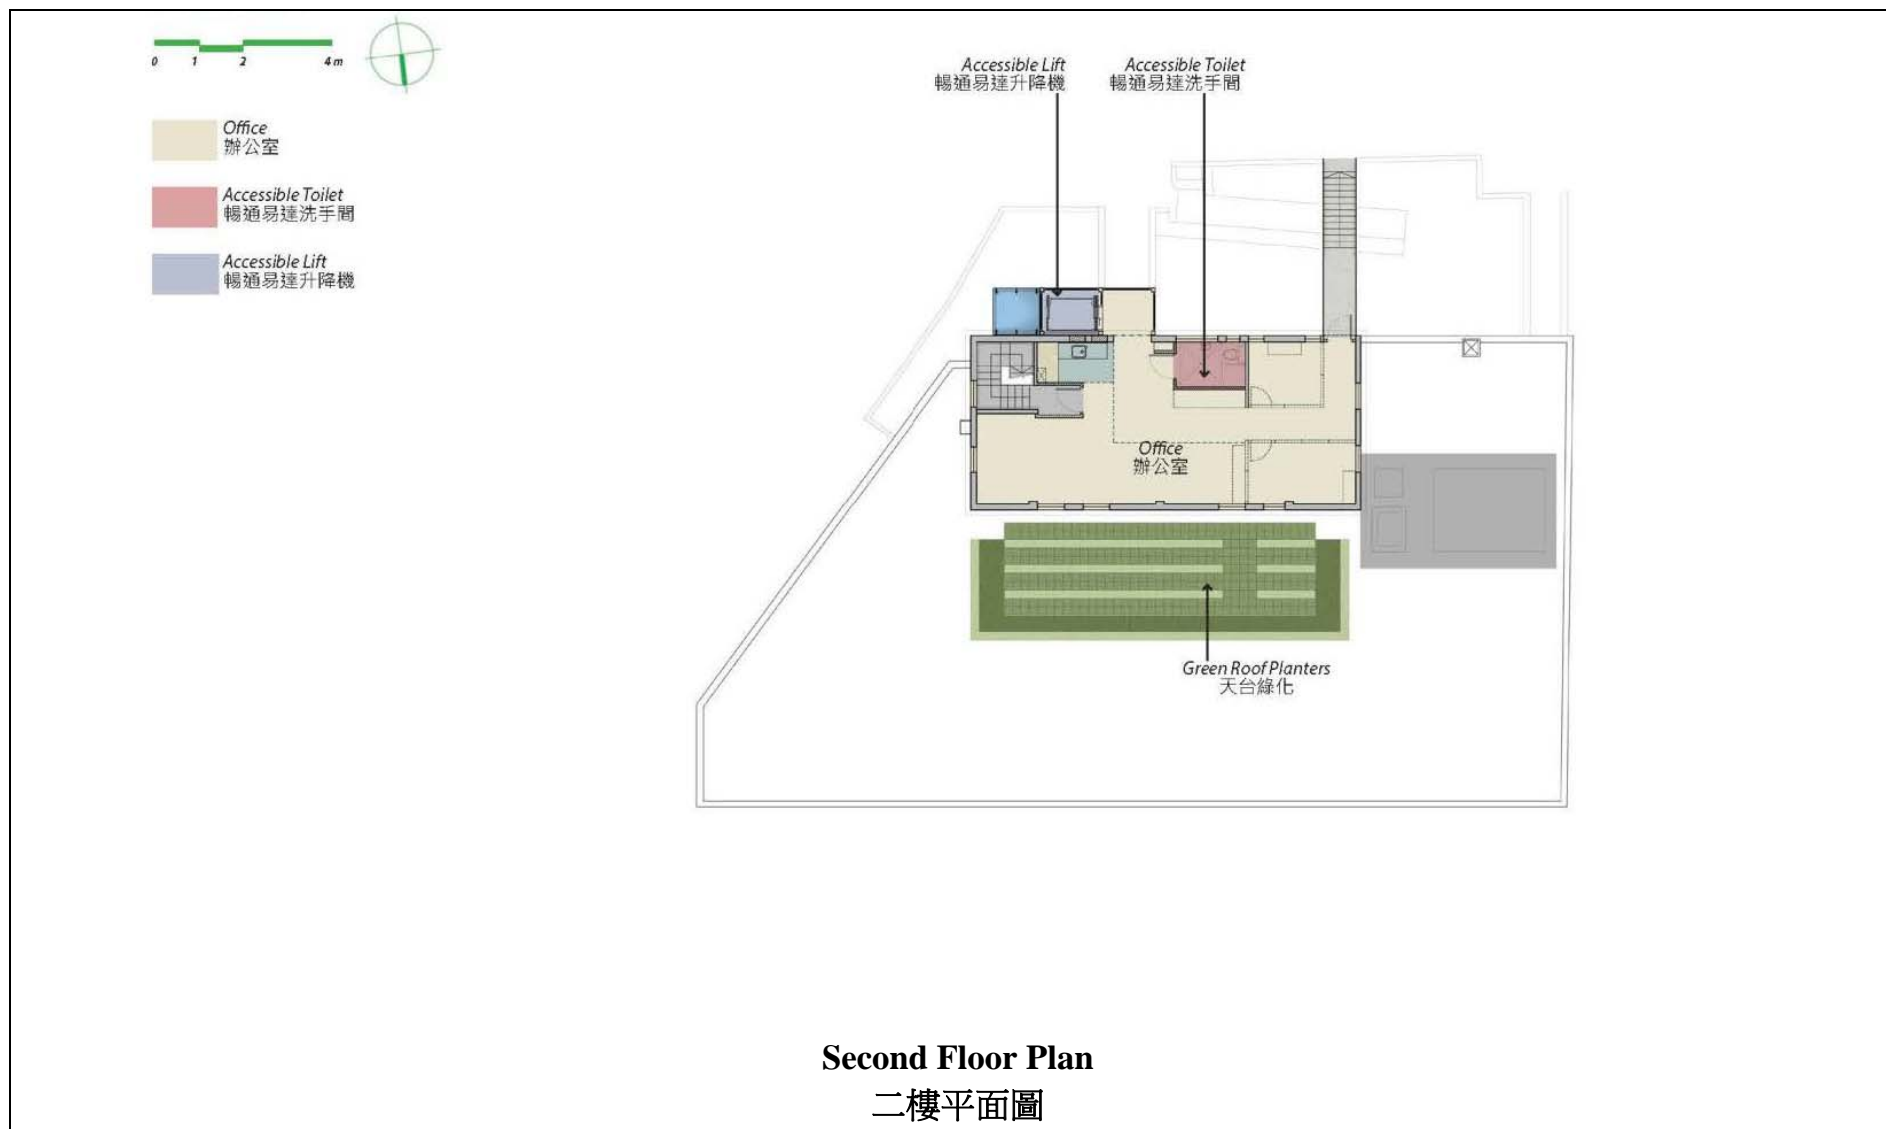 0 1 2 4 m
Office
辦公室
Accessible Toilet
暢通易達洗手間
Accessible Lift
暢通易達升降機
Accessible Lift
暢通易達升降機
Accessible Toilet
暢通易達洗手間
Office
辦公室
Green Roof Planters
天台綠化
Second Floor Plan
二樓平面圖